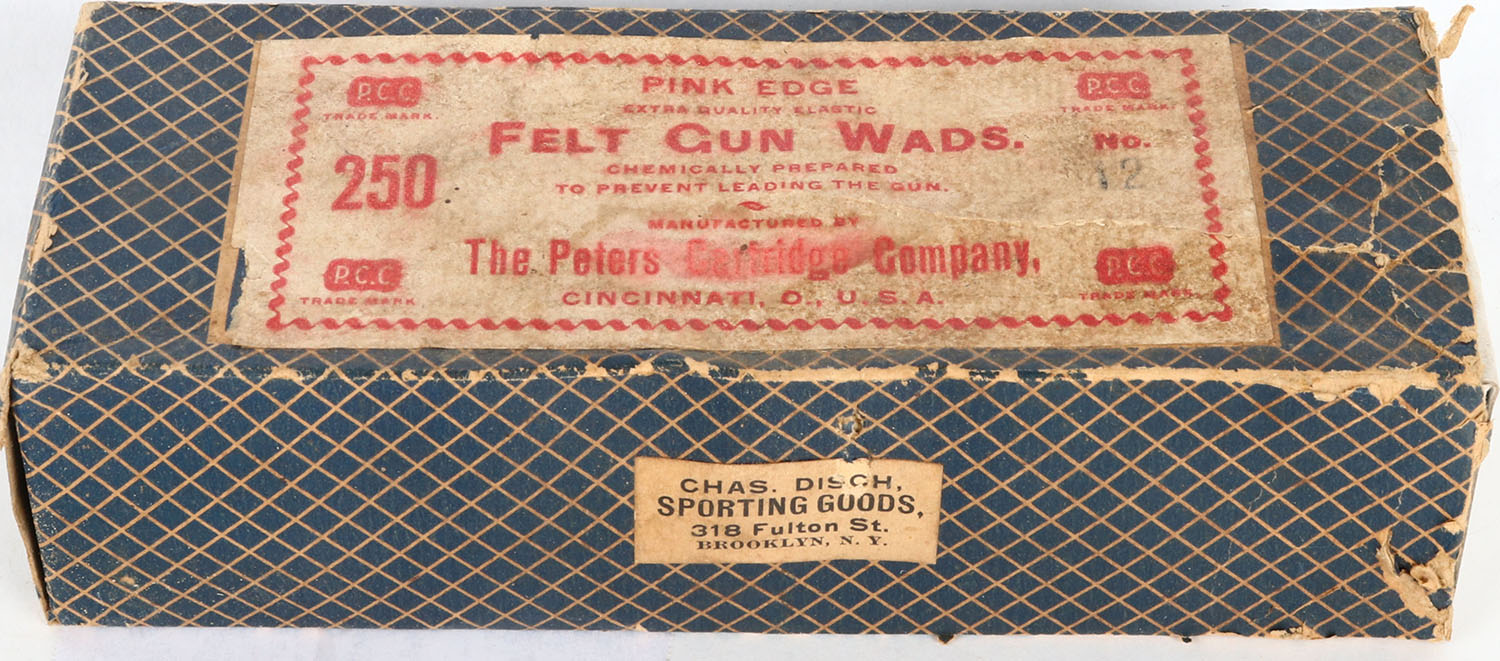 P.C.C
TRADE MARK.
PINK EDGE
P.C.C
TRADE MARK.
EXTRA QUALITY ELASTIC
FELT GUN WADS.
250
No.
12
CHEMICALLY PREPARED
TO PREVENT LEADING THE GUN.
MANUFACTURED BY
The Peters Cartridge Company,
CINCINNATI, O., U.S.A.
P.C.C
TRADE MARK.
P.C.C
TRADE MARK.
CHAS. DISCH,
SPORTING GOODS,
318 Fulton St.
BROOKLYN, N. Y.